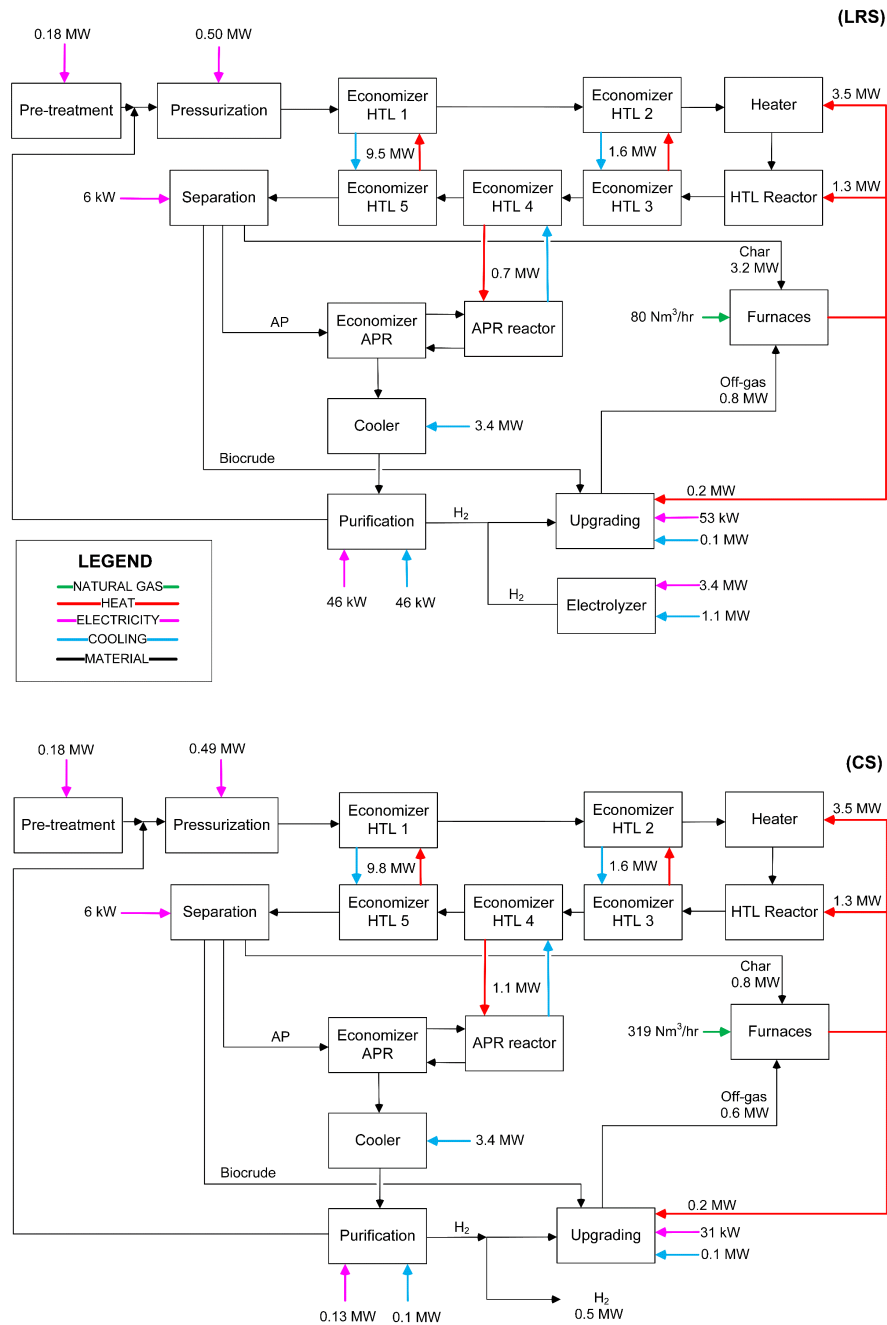 (LRS)
0.18 MW
0.50 MW
Pre-treatment
Pressurization
Economizer
HTL 1
Economizer
HTL 2
Heater
3.5 MW
9.5 MW
1.6 MW
6 kW
Separation
Economizer
HTL 5
Economizer
HTL 4
Economizer
HTL 3
HTL Reactor
1.3 MW
Char
3.2 MW
0.7 MW
AP
Economizer
APR
APR reactor
80 Nm³/hr
Furnaces
Off-gas
0.8 MW
Cooler
3.4 MW
Biocrude
Purification
H₂
Upgrading
0.2 MW
53 kW
0.1 MW
46 kW
46 kW
H₂
Electrolyzer
3.4 MW
1.1 MW
LEGEND
NATURAL GAS
HEAT
ELECTRICITY
COOLING
MATERIAL
(CS)
0.18 MW
0.49 MW
Pre-treatment
Pressurization
Economizer
HTL 1
Economizer
HTL 2
Heater
3.5 MW
9.8 MW
1.6 MW
6 kW
Separation
Economizer
HTL 5
Economizer
HTL 4
Economizer
HTL 3
HTL Reactor
1.3 MW
Char
0.8 MW
1.1 MW
AP
Economizer
APR
APR reactor
319 Nm³/hr
Furnaces
Off-gas
0.6 MW
Cooler
3.4 MW
Biocrude
Purification
H₂
Upgrading
0.2 MW
31 kW
0.1 MW
0.13 MW
0.1 MW
H₂
0.5 MW